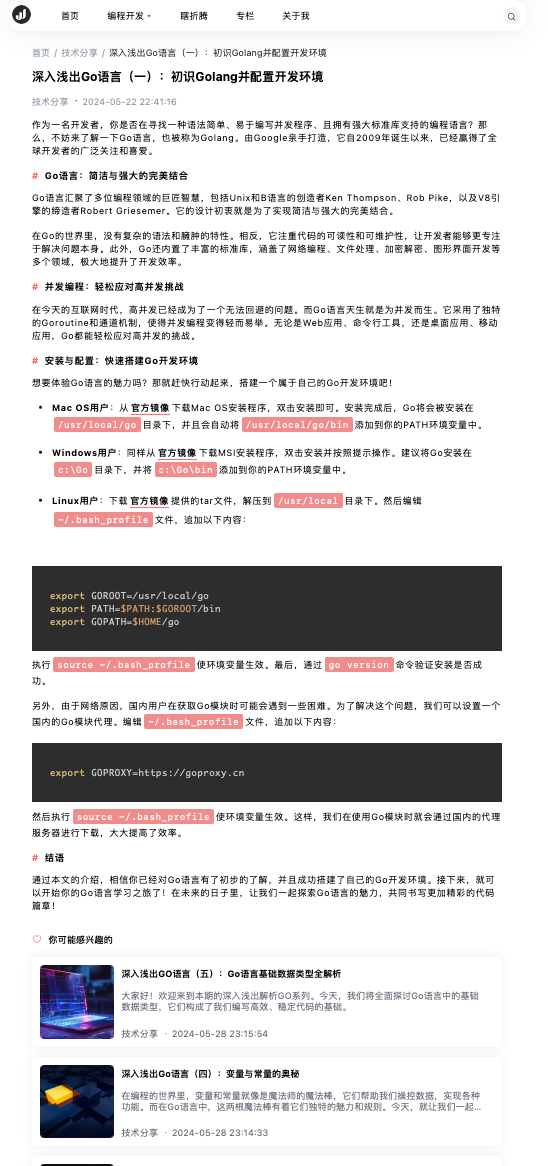 首页 编程开发 瞎折腾 专栏 关于我
首页 / 技术分享 / 深入浅出Go语言（一）：初识Golang并配置开发环境
深入浅出Go语言（一）：初识Golang并配置开发环境
技术分享 · 2024-05-22 22:41:16
作为一名开发者，你是否在寻找一种语法简单、易于编写并发程序、且拥有强大标准库支持的编程语言？那
么，不妨来了解一下Go语言，也被称为Golang。由Google亲手打造，它自2009年诞生以来，已经赢得了全
球开发者的广泛关注和喜爱。
# Go语言：简洁与强大的完美结合
Go语言汇聚了多位编程领域的巨匠智慧，包括Unix和B语言的创造者Ken Thompson、Rob Pike，以及V8引
擎的缔造者Robert Griesemer。它的设计初衷就是为了实现简洁与强大的完美结合。
在Go的世界里，没有复杂的语法和臃肿的特性。相反，它注重代码的可读性和可维护性，让开发者能够更专注
于解决问题本身。此外，Go还内置了丰富的标准库，涵盖了网络编程、文件处理、加密解密、图形界面开发等
多个领域，极大地提升了开发效率。
# 并发编程：轻松应对高并发挑战
在今天的互联网时代，高并发已经成为了一个无法回避的问题。而Go语言天生就是为并发而生。它采用了独特
的Goroutine和通道机制，使得并发编程变得轻而易举。无论是Web应用、命令行工具，还是桌面应用、移动
应用，Go都能轻松应对高并发的挑战。
# 安装与配置：快速搭建Go开发环境
想要体验Go语言的魅力吗？那就赶快行动起来，搭建一个属于自己的Go开发环境吧！
• Mac OS用户：从 官方镜像 下载Mac OS安装程序，双击安装即可。安装完成后，Go将会被安装在
/usr/local/go 目录下，并且会自动将 /usr/local/go/bin 添加到你的PATH环境变量中。
• Windows用户：同样从 官方镜像 下载MSI安装程序，双击安装并按照提示操作。建议将Go安装在
c:\Go 目录下，并将 c:\Go\bin 添加到你的PATH环境变量中。
• Linux用户：下载 官方镜像 提供的tar文件，解压到 /usr/local 目录下。然后编辑
~/.bash_profile 文件，追加以下内容：
export GOROOT=/usr/local/go
export PATH=$PATH:$GOROOT/bin
export GOPATH=$HOME/go
执行 source ~/.bash_profile 使环境变量生效。最后，通过 go version 命令验证安装是否成
功。
另外，由于网络原因，国内用户在获取Go模块时可能会遇到一些困难。为了解决这个问题，我们可以设置一个
国内的Go模块代理。编辑 ~/.bash_profile 文件，追加以下内容：
export GOPROXY=https://goproxy.cn
然后执行 source ~/.bash_profile 使环境变量生效。这样，我们在使用Go模块时就会通过国内的代理
服务器进行下载，大大提高了效率。
# 结语
通过本文的介绍，相信你已经对Go语言有了初步的了解，并且成功搭建了自己的Go开发环境。接下来，就可
以开始你的Go语言学习之旅了！在未来的日子里，让我们一起探索Go语言的魅力，共同书写更加精彩的代码
篇章！
你可能感兴趣的
深入浅出GO语言（五）：Go语言基础数据类型全解析
大家好！欢迎来到本期的深入浅出解析GO系列。今天，我们将全面探讨Go语言中的基础
数据类型，它们构成了我们编写高效、稳定代码的基础。
技术分享 · 2024-05-28 23:15:54
深入浅出Go语言（四）：变量与常量的奥秘
在编程的世界里，变量和常量就像是魔法师的魔法棒，它们帮助我们操控数据，实现各种
功能。而在Go语言中，这两根魔法棒有着它们独特的魅力和规则。今天，就让我们一起...
技术分享 · 2024-05-28 23:14:33